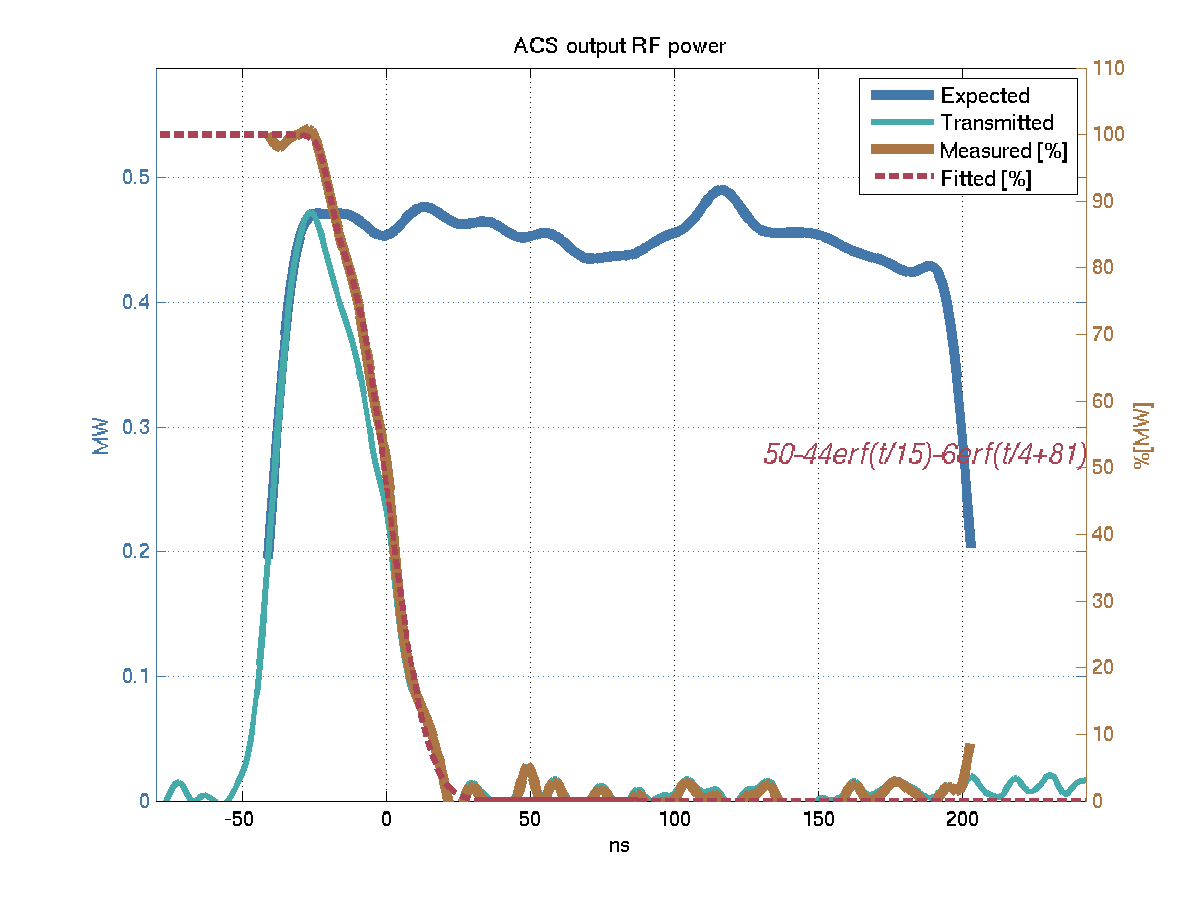 ACS output RF power
Expected
Transmitted
Measured [%]
Fitted [%]
110
100
90
80
70
60
50
40
30
20
10
0
%[MW]
0.5
0.4
0.3
0.2
0.1
0
MW
50-44erf(t/15)-6erf(t/4+81)
-50
0
50
100
150
200
ns